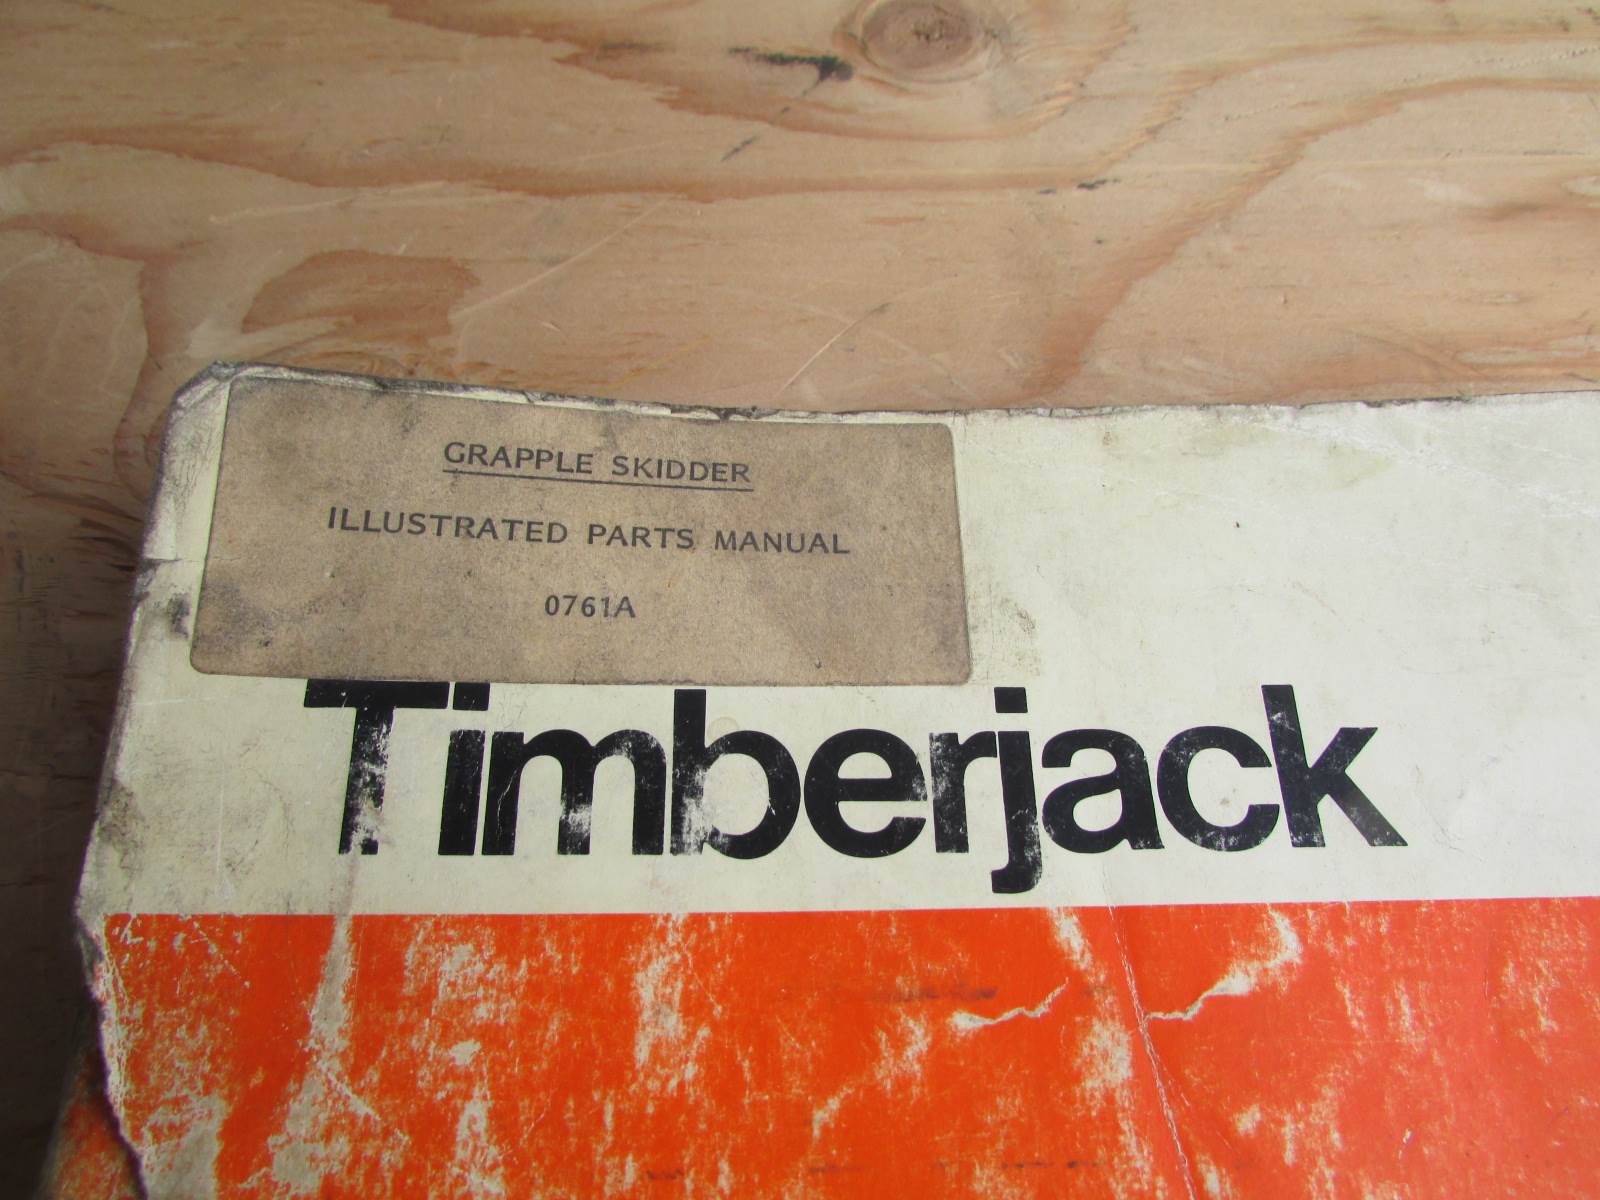 GRAPPLE SKIDDER
ILLUSTRATED PARTS MANUAL
0761A
Timberjack